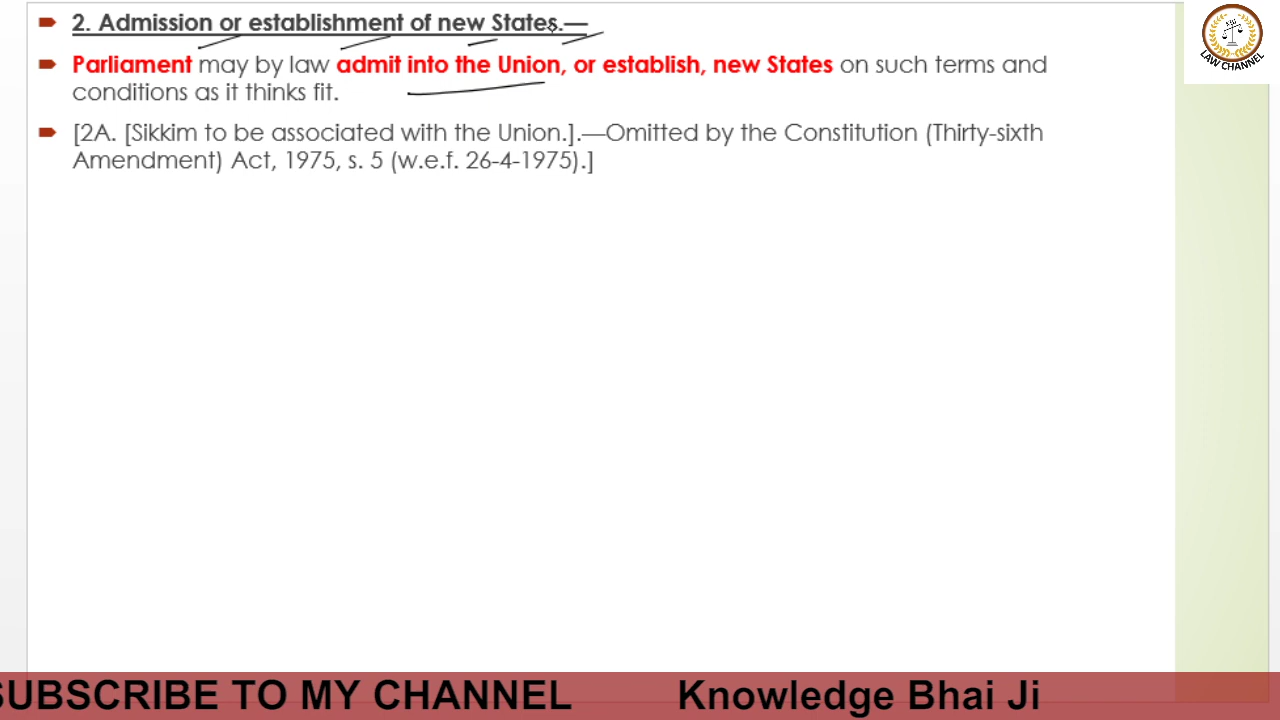 2. Admission or establishment of new States.—
Parliament may by law admit into the Union, or establish, new States on such terms and
conditions as it thinks fit.
[2A. [Sikkim to be associated with the Union.].—Omitted by the Constitution (Thirty-sixth
Amendment) Act, 1975, s. 5 (w.e.f. 26-4-1975).]
LAW CHANNEL
SUBSCRIBE TO MY CHANNEL Knowledge Bhai Ji